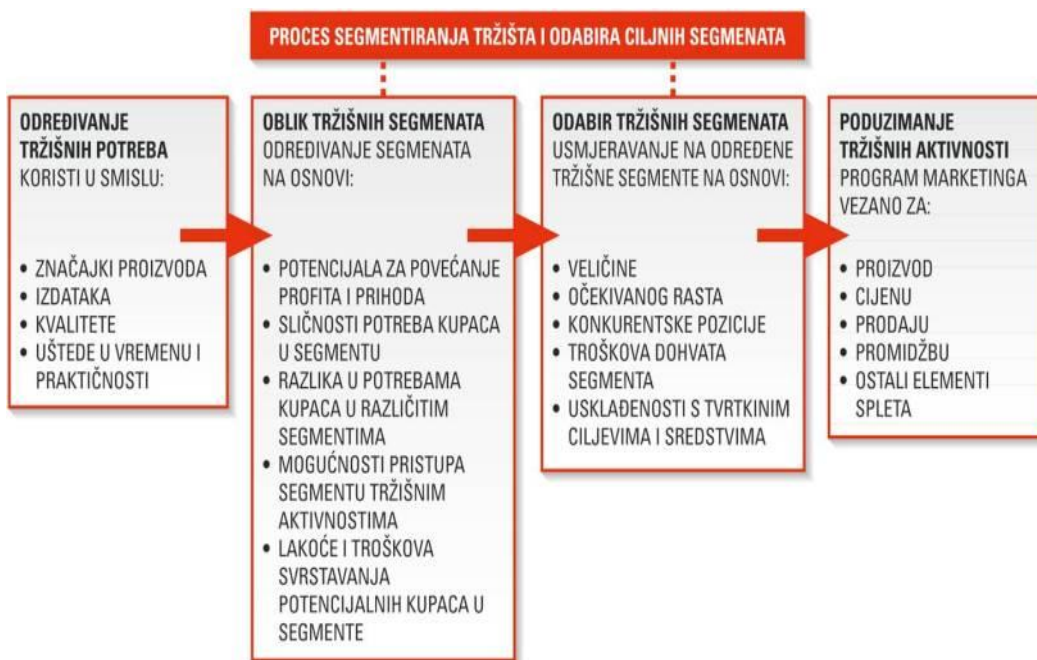 PROCES SEGMENTIRANJA TRŽIŠTA I ODABIRA CILJNIH SEGMENATA
ODREĐIVANJE
TRŽIŠNIH POTREBA
KORISTI U SMISLU:
• ZNAČAJKI PROIZVODA
• IZDATAKA
• KVALITETE
• UŠTEDE U VREMENU I
PRAKTIČNOSTI
OBLIK TRŽIŠNIH SEGMENATA
ODREĐIVANJE SEGMENATA
NA OSNOVI:
• POTENCIJALA ZA POVEĆANJE
PROFITA I PRIHODA
• SLIČNOSTI POTREBA KUPACA
U SEGMENTU
• RAZLIKA U POTREBAMA
KUPACA U RAZLIČITIM
SEGMENTIMA
• MOGUĆNOSTI PRISTUPA
SEGMENTU TRŽIŠNIM
AKTIVNOSTIMA
• LAKOĆE I TROŠKOVA
SVRSTAVANJA
POTENCIJALNIH KUPACA U
SEGMENTE
ODABIR TRŽIŠNIH SEGMENATA
USMJERAVANJE NA ODREĐENE
TRŽIŠNE SEGMENTE NA OSNOVI:
• VELIČINE
• OČEKIVANOG RASTA
• KONKURENTSKE POZICIJE
• TROŠKOVA DOHVATA
SEGMENTA
• USKLAĐENOSTI S TVRTKINIM
CILJEVIMA I SREDSTVIMA
PODUZIMANJE
TRŽIŠNIH AKTIVNOSTI
PROGRAM MARKETINGA
VEZANO ZA:
• PROIZVOD
• CIJENU
• PRODAJU
• PROMIDŽBU
• OSTALI ELEMENTI
SPLETA